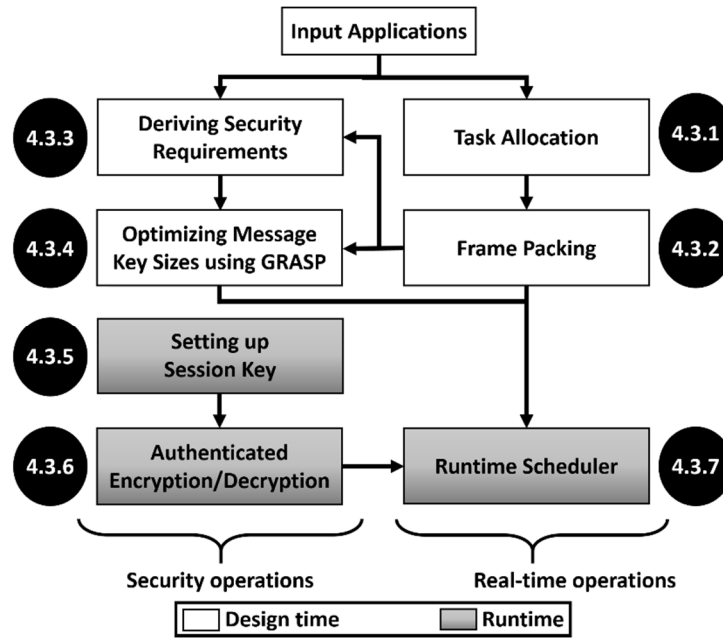 Input Applications
4.3.3
Deriving Security
Requirements
Task Allocation
4.3.1
4.3.4
Optimizing Message
Key Sizes using GRASP
Frame Packing
4.3.2
4.3.5
Setting up
Session Key
4.3.6
Authenticated
Encryption/Decryption
Runtime Scheduler
4.3.7
Security operations
Real-time operations
Design time
Runtime